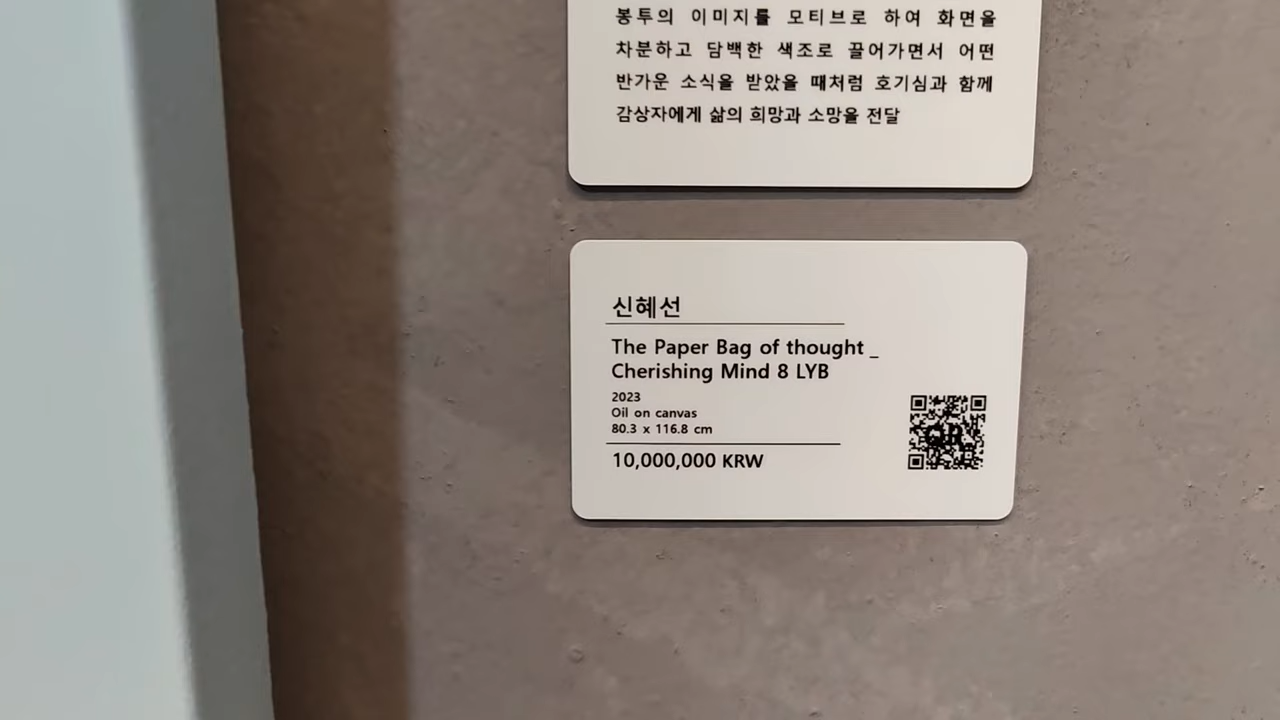 봉투의 이미지를 모티브로 하여 화면을
차분하고 담백한 색조로 끌어가면서 어떤
반가운 소식을 받았을 때처럼 호기심과 함께
감상자에게 삶의 희망과 소망을 전달
신혜선
The Paper Bag of thought _
Cherishing Mind 8 LYB
2023
Oil on canvas
80.3 x 116.8 cm
10,000,000 KRW